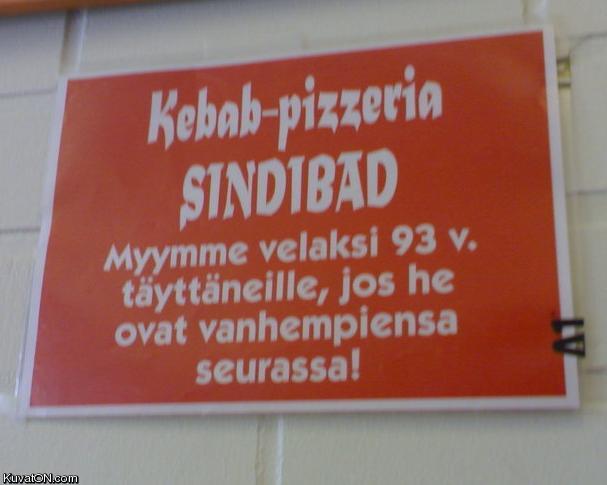 Kebab-pizzeria
SINDIBAD
Myymme velaksi 93 v.
täyttäneille, jos he
ovat vanhempiensa
seurassa!
A1
KuvatON.com